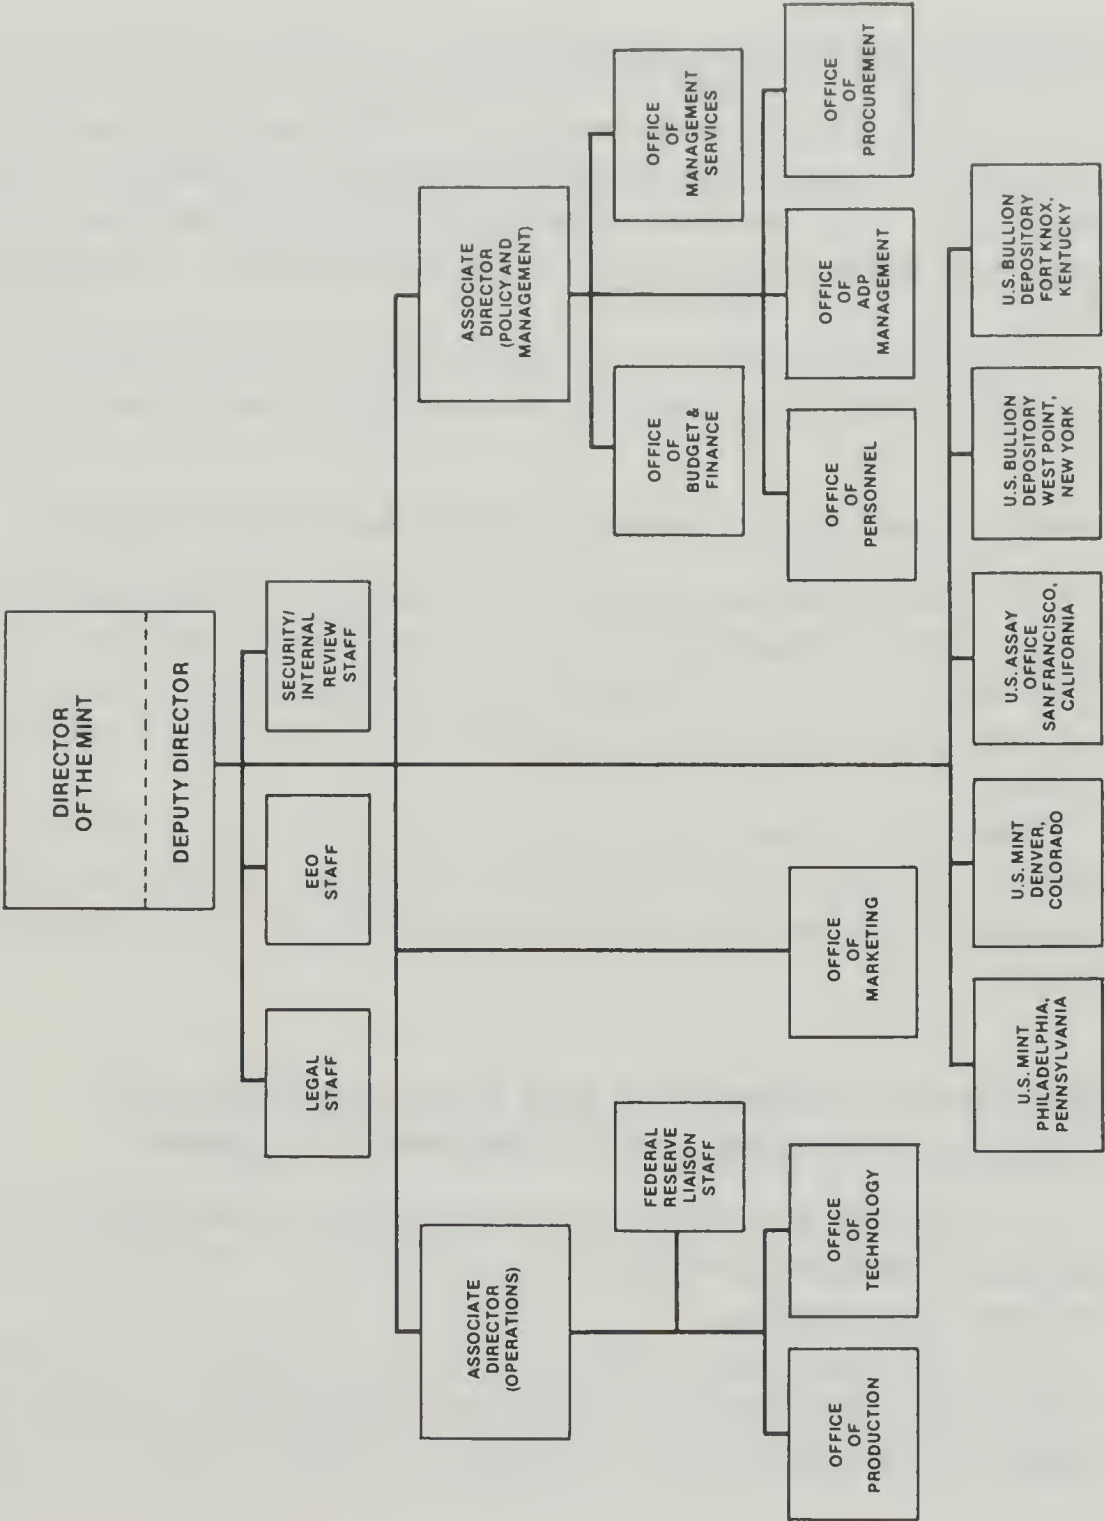 DIRECTOR
OF THE MINT
DEPUTY DIRECTOR
LEGAL
STAFF
EEO
STAFF
SECURITY/
INTERNAL
REVIEW
STAFF
ASSOCIATE
DIRECTOR
(OPERATIONS)
ASSOCIATE
DIRECTOR
(POLICY AND
MANAGEMENT)
FEDERAL
RESERVE
LIAISON
STAFF
OFFICE
OF
BUDGET &
FINANCE
OFFICE
OF
MANAGEMENT
SERVICES
OFFICE
OF
PRODUCTION
OFFICE
OF
TECHNOLOGY
OFFICE
OF
MARKETING
OFFICE
OF
PERSONNEL
OFFICE
OF
ADP
MANAGEMENT
OFFICE
OF
PROCUREMENT
U.S. MINT
PHILADELPHIA,
PENNSYLVANIA
U.S. MINT
DENVER,
COLORADO
U.S. ASSAY
OFFICE
SAN FRANCISCO,
CALIFORNIA
U.S. BULLION
DEPOSITORY
WEST POINT,
NEW YORK
U.S. BULLION
DEPOSITORY
FORT KNOX,
KENTUCKY